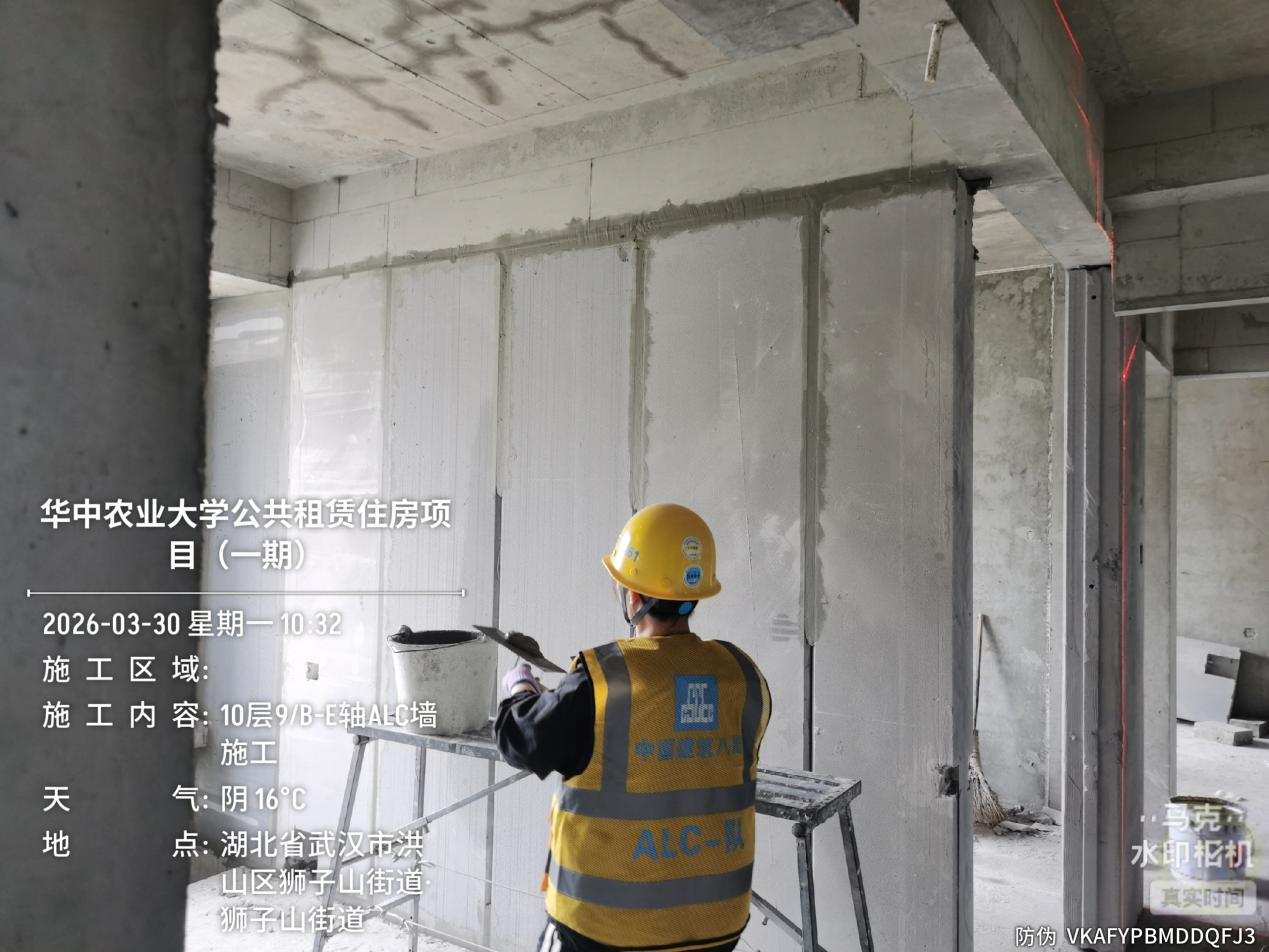 华中农业大学公共租赁住房项
目（一期）
2026-03-30 星期一 10:32
施工区域:
施工内容: 10层9/B-E轴ALC墙
施工
天气: 阴 16°C
地点: 湖北省武汉市洪
山区狮子山街道·
狮子山街道
51
中国建筑八局
ALC-队
马克
水印相机
真实时间
防伪 VKAFYPBMDDQFJ3